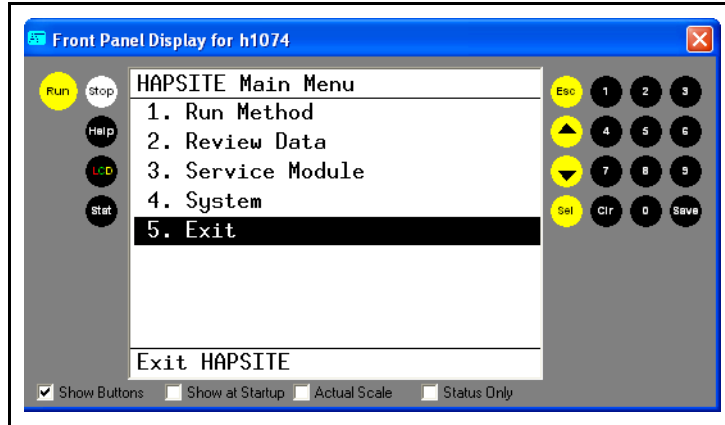 Front Panel Display for h1074
Run Stop
Help
LCD
Stat
HAPSITE Main Menu
1. Run Method
2. Review Data
3. Service Module
4. System
5. Exit
Exit HAPSITE
Esc 1 2 3
4 5 6
7 8 9
Sel Clr 0 Save
Show Buttons Show at Startup Actual Scale Status Only